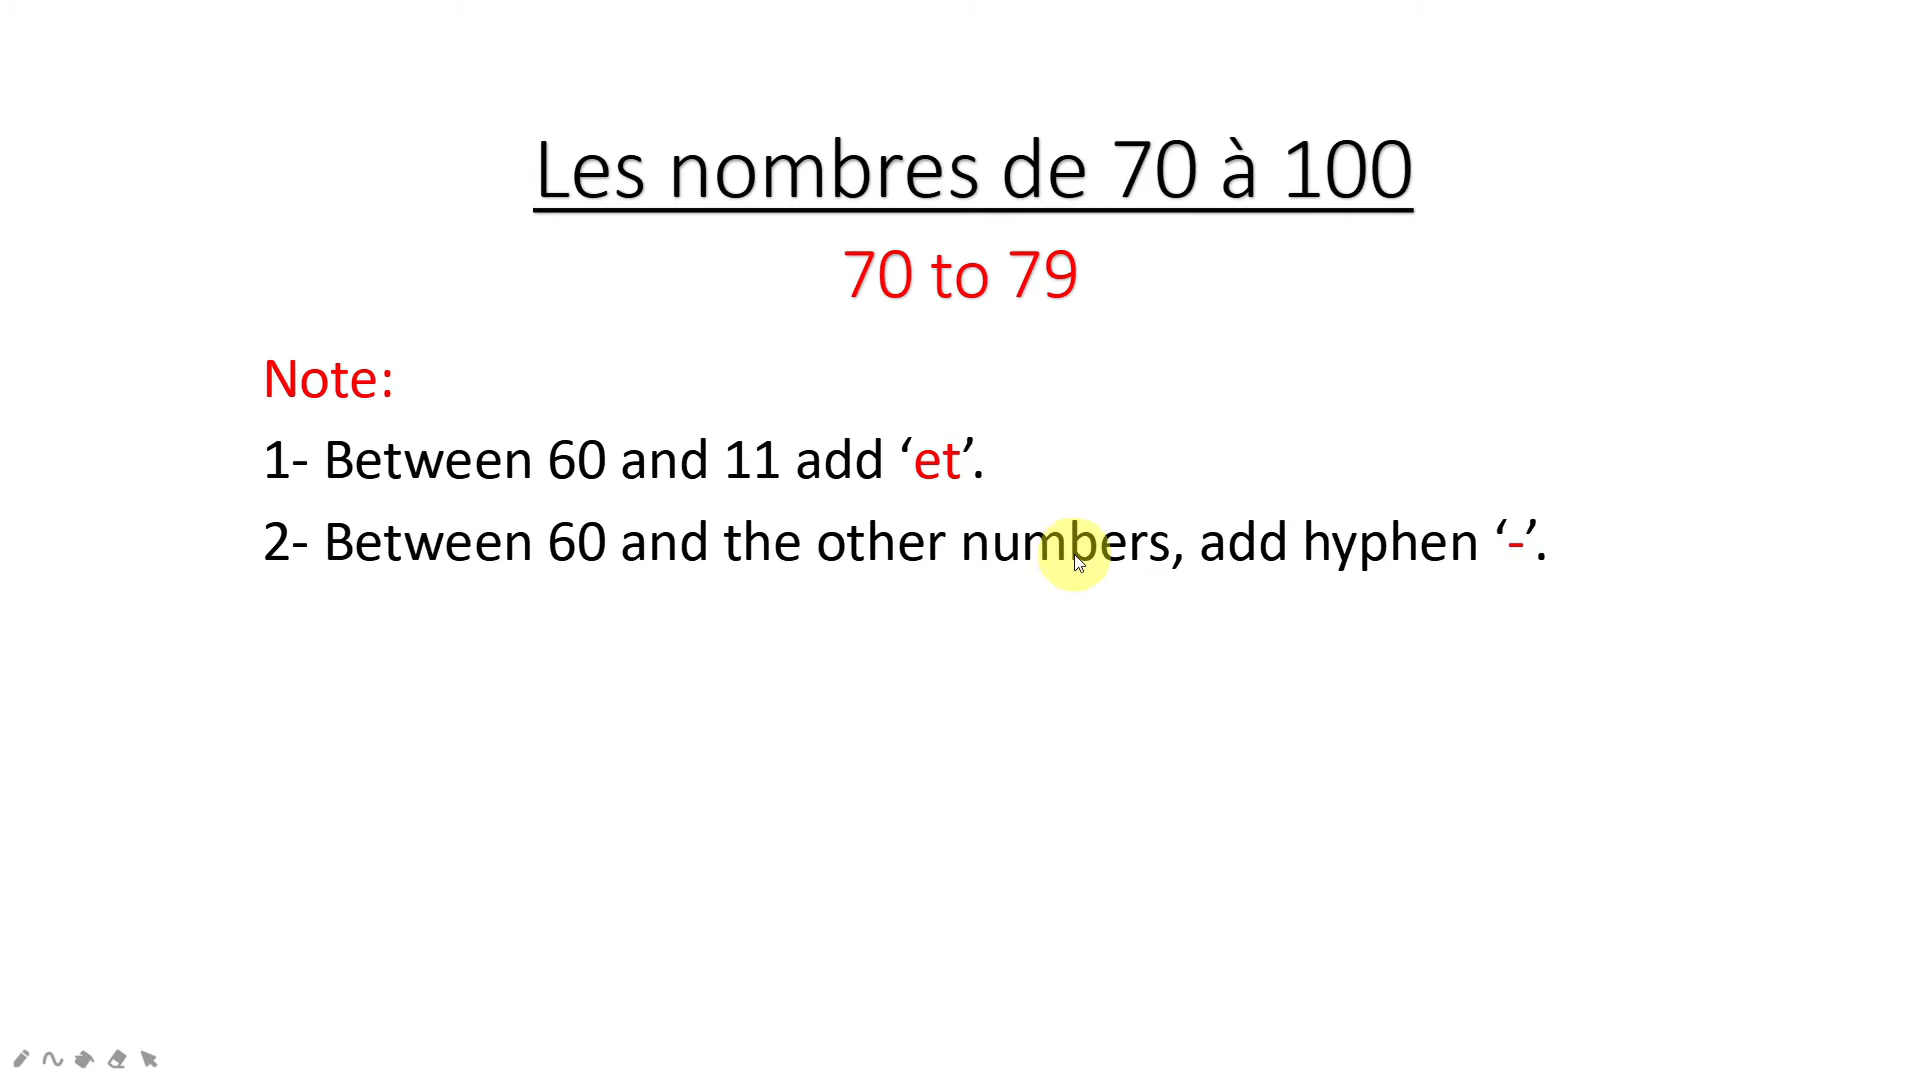 Les nombres de 70 à 100
70 to 79
Note:
1- Between 60 and 11 add ‘et’.
2- Between 60 and the other numbers, add hyphen ‘-’.